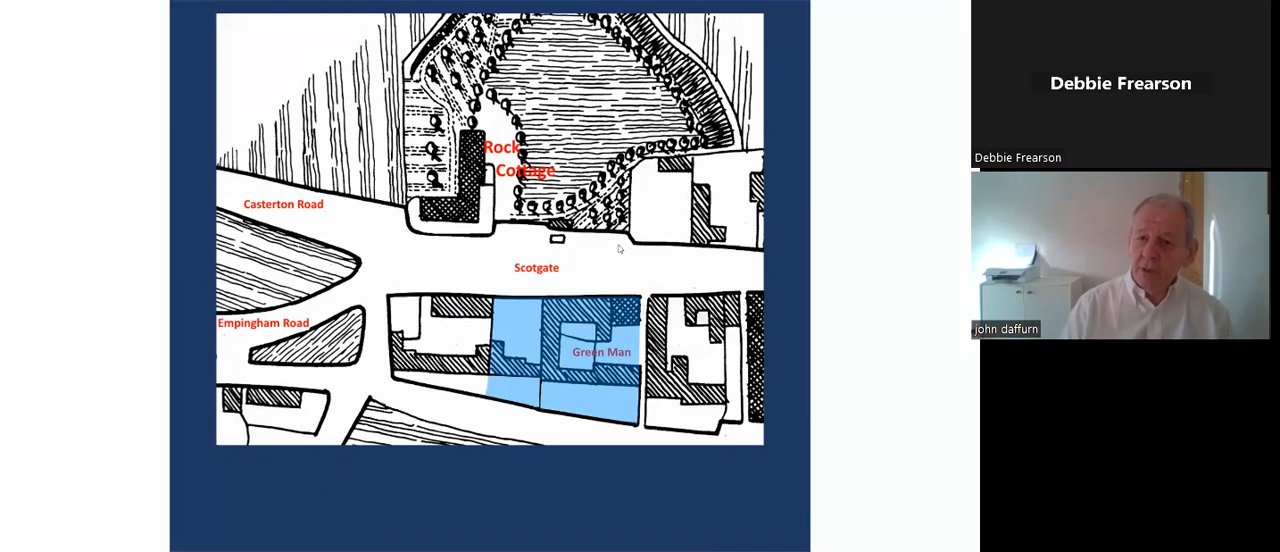 Rock
Cottage
Casterton Road
Scotgate
Empingham Road
Green Man
Debbie Frearson
Debbie Frearson
john daffurn